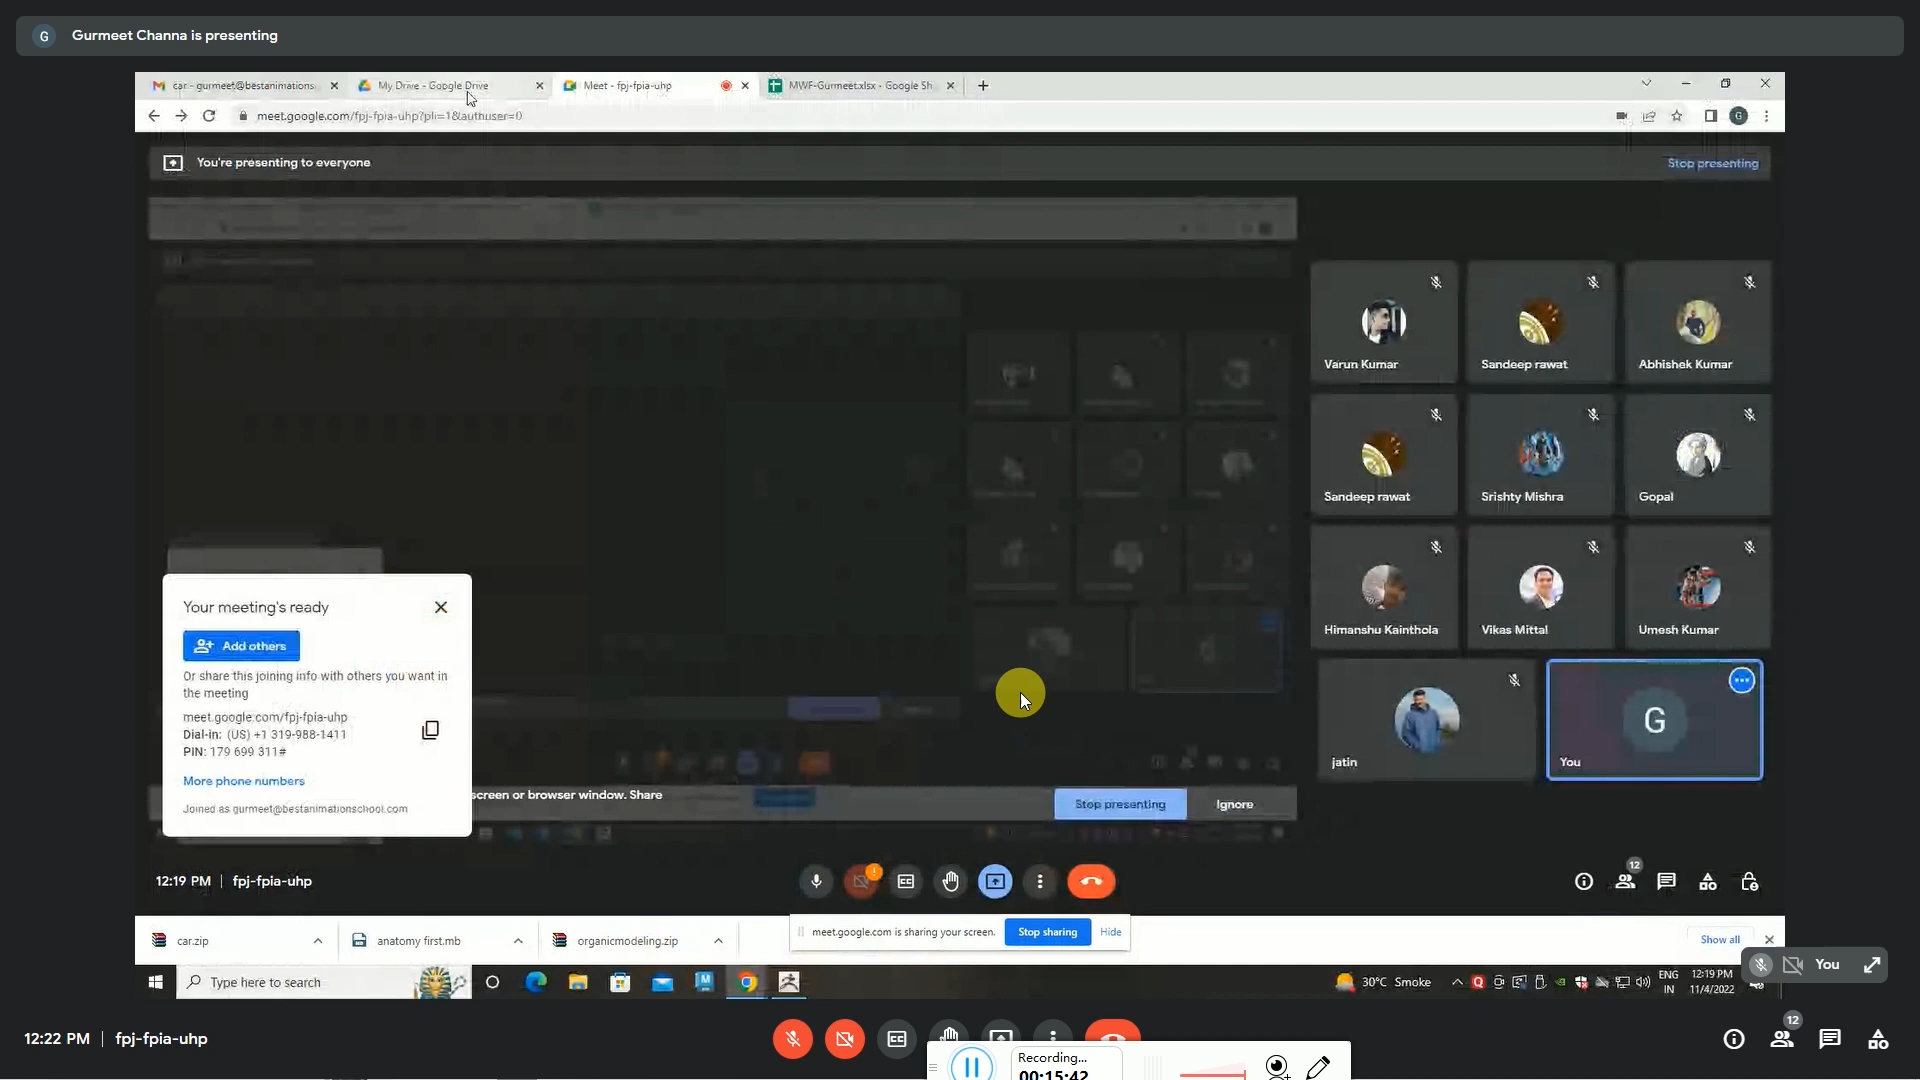 G Gurmeet Channa is presenting
car - gurmeet@bestanimations
My Drive - Google Drive
Meet - fpj-fpia-uhp
MWF-Gurmeet.xlsx - Google Sh
meet.google.com/fpj-fpia-uhp?pli=1&authuser=0
G
You're presenting to everyone
Stop presenting
Varun Kumar
Sandeep rawat
Abhishek Kumar
Sandeep rawat
Srishty Mishra
Gopal
Himanshu Kainthola
Vikas Mittal
Umesh Kumar
jatin
G
You
Your meeting's ready
Add others
Or share this joining info with others you want in
the meeting
meet.google.com/fpj-fpia-uhp
Dial-in: (US) +1 319-988-1411
PIN: 179 699 311#
More phone numbers
Joined as gurmeet@bestanimationschool.com
screen or browser window. Share
Stop presenting
Ignore
12:19 PM | fpj-fpia-uhp
12
meet.google.com is sharing your screen.
Stop sharing
Hide
car.zip
anatomy first.mb
organicmodeling.zip
Show all
You
Type here to search
30°C Smoke
ENG
IN
12:19 PM
11/4/2022
12:22 PM | fpj-fpia-uhp
12
Recording...
00:15:42